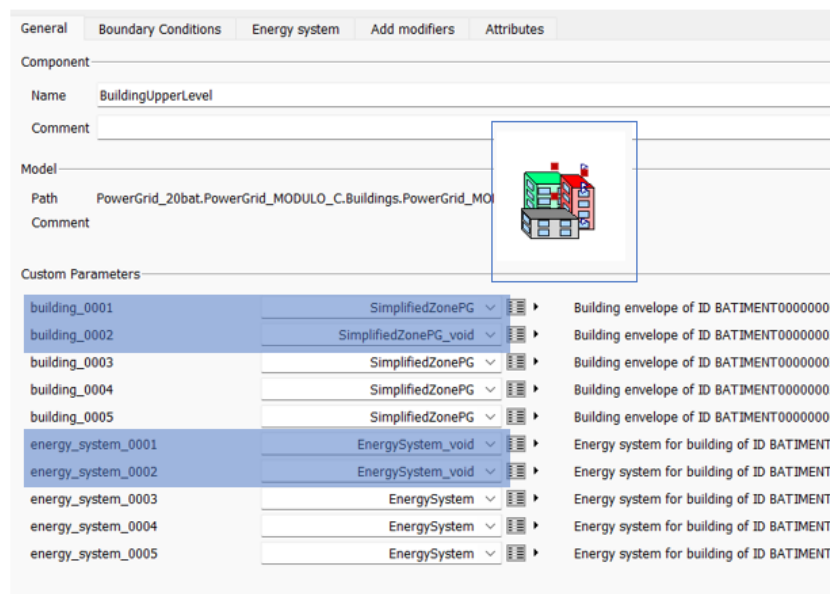 General Boundary Conditions Energy system Add modifiers Attributes
Component
Name BuildingUpperLevel
Comment
Model
Path PowerGrid_20bat.PowerGrid_MODULO_C.Buildings.PowerGrid_MO
Comment
Custom Parameters
building_0001 SimplifiedZonePG Building envelope of ID BATIMENT0000000
building_0002 SimplifiedZonePG_void Building envelope of ID BATIMENT0000000
building_0003 SimplifiedZonePG Building envelope of ID BATIMENT0000000
building_0004 SimplifiedZonePG Building envelope of ID BATIMENT0000000
building_0005 SimplifiedZonePG Building envelope of ID BATIMENT0000000
energy_system_0001 EnergySystem_void Energy system for building of ID BATIMENT
energy_system_0002 EnergySystem_void Energy system for building of ID BATIMENT
energy_system_0003 EnergySystem Energy system for building of ID BATIMENT
energy_system_0004 EnergySystem Energy system for building of ID BATIMENT
energy_system_0005 EnergySystem Energy system for building of ID BATIMENT